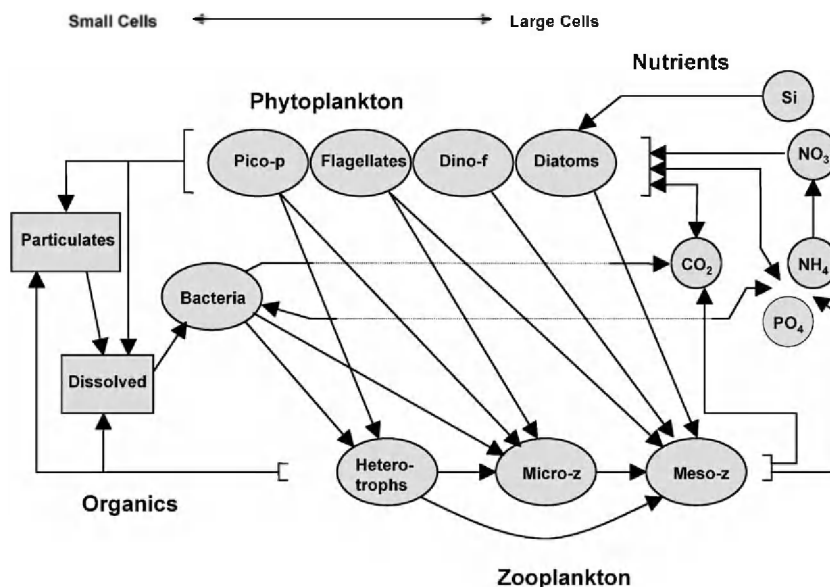 Small Cells
Large Cells
Nutrients
Phytoplankton
Si
Pico-p
Flagellates
Dino-f
Diatoms
NO3
Particulates
CO2
NH4
Bacteria
PO4
Dissolved
Hetero-
trophs
Micro-z
Meso-z
Organics
Zooplankton